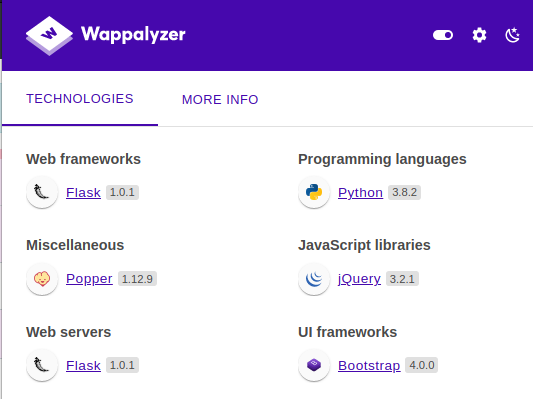 Wappalyzer
TECHNOLOGIES MORE INFO
Web frameworks
Flask 1.0.1
Programming languages
Python 3.8.2
Miscellaneous
Popper 1.12.9
JavaScript libraries
jQuery 3.2.1
Web servers
Flask 1.0.1
UI frameworks
Bootstrap 4.0.0